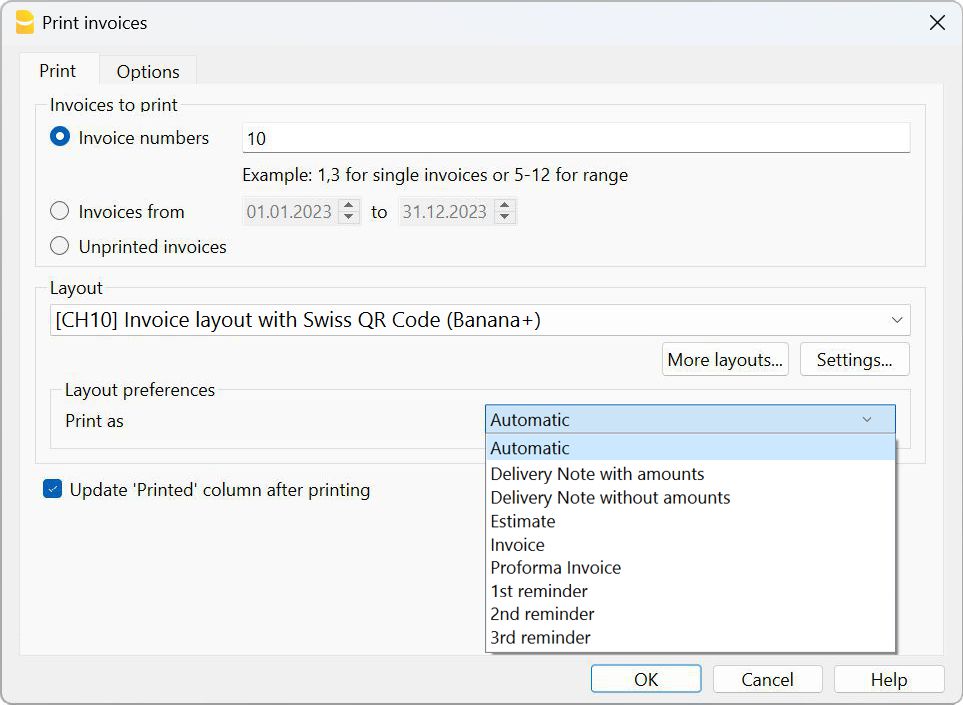 Print invoices
Print Options
Invoices to print
Invoice numbers 10
Example: 1,3 for single invoices or 5-12 for range
Invoices from 01.01.2023 to 31.12.2023
Unprinted invoices
Layout
[CH10] Invoice layout with Swiss QR Code (Banana+)
More layouts... Settings...
Layout preferences
Print as Automatic
Automatic
Delivery Note with amounts
Update 'Printed' column after printing
Delivery Note without amounts
Estimate
Invoice
Proforma Invoice
1st reminder
2nd reminder
3rd reminder
OK Cancel Help